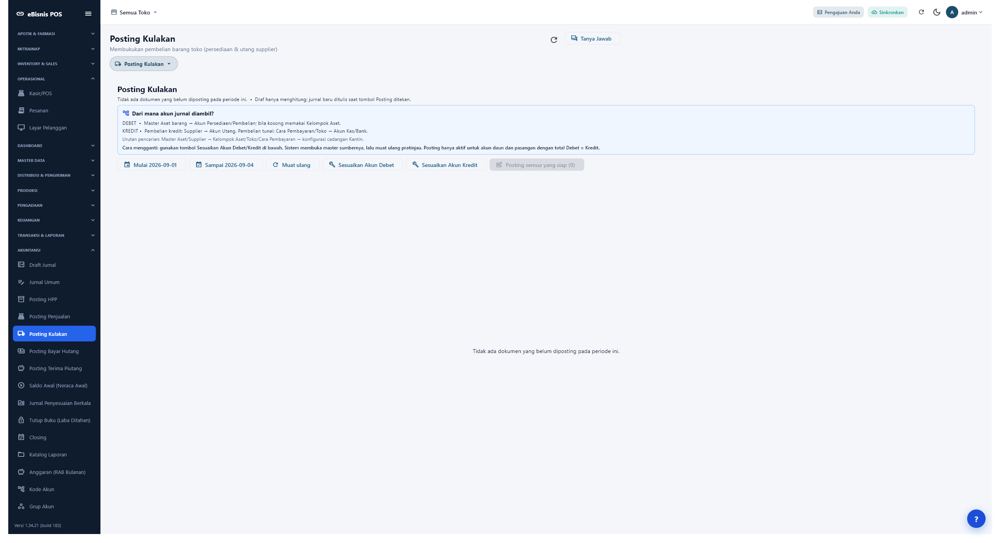 eBisnis POS
APOTIK & FARMASI
MITRAINAP
INVENTORY & SALES
OPERASIONAL
Kasir/POS
Pesanan
Layar Pelanggan
DASHBOARD
MASTER DATA
DISTRIBUSI & PENGIRIMAN
PRODUKSI
PENGADAAN
KEUANGAN
TRANSAKSI & LAPORAN
AKUNTANSI
Draft Jurnal
Jurnal Umum
Posting HPP
Posting Penjualan
Posting Kulakan
Posting Bayar Hutang
Posting Terima Piutang
Saldo Awal (Neraca Awal)
Jurnal Penyesuaian Berkala
Tutup Buku (Laba Ditahan)
Closing
Katalog Laporan
Anggaran (RAB Bulanan)
Kode Akun
Grup Akun
Versi 1.34.21 (build 183)
Semua Toko
Pengajuan Anda
Sinkronkan
A
admin
Posting Kulakan
Membukukan pembelian barang toko (persediaan & utang supplier)
Tanya Jawab
Posting Kulakan
Posting Kulakan
Tidak ada dokumen yang belum diposting pada periode ini. • Draf hanya menghitung; jurnal baru ditulis saat tombol Posting ditekan.
Dari mana akun jurnal diambil?
DEBET • Master Aset barang → Akun Persediaan/Pembelian; bila kosong memakai Kelompok Aset.
KREDIT • Pembelian kredit: Supplier → Akun Utang. Pembelian tunai: Cara Pembayaran/Toko → Akun Kas/Bank.
Urutan pencarian: Master Aset/Supplier → Kelompok Aset/Toko/Cara Pembayaran → konfigurasi cadangan Kantin.
Cara mengganti: gunakan tombol Sesuaikan Akun Debet/Kredit di bawah. Sistem membuka master sumbernya, lalu muat ulang pratinjau. Posting hanya aktif untuk akun daun dan pasangan dengan total Debet = Kredit.
Mulai 2026-09-01
Sampai 2026-09-04
Muat ulang
Sesuaikan Akun Debet
Sesuaikan Akun Kredit
Posting semua yang siap (0)
Tidak ada dokumen yang belum diposting pada periode ini.
?